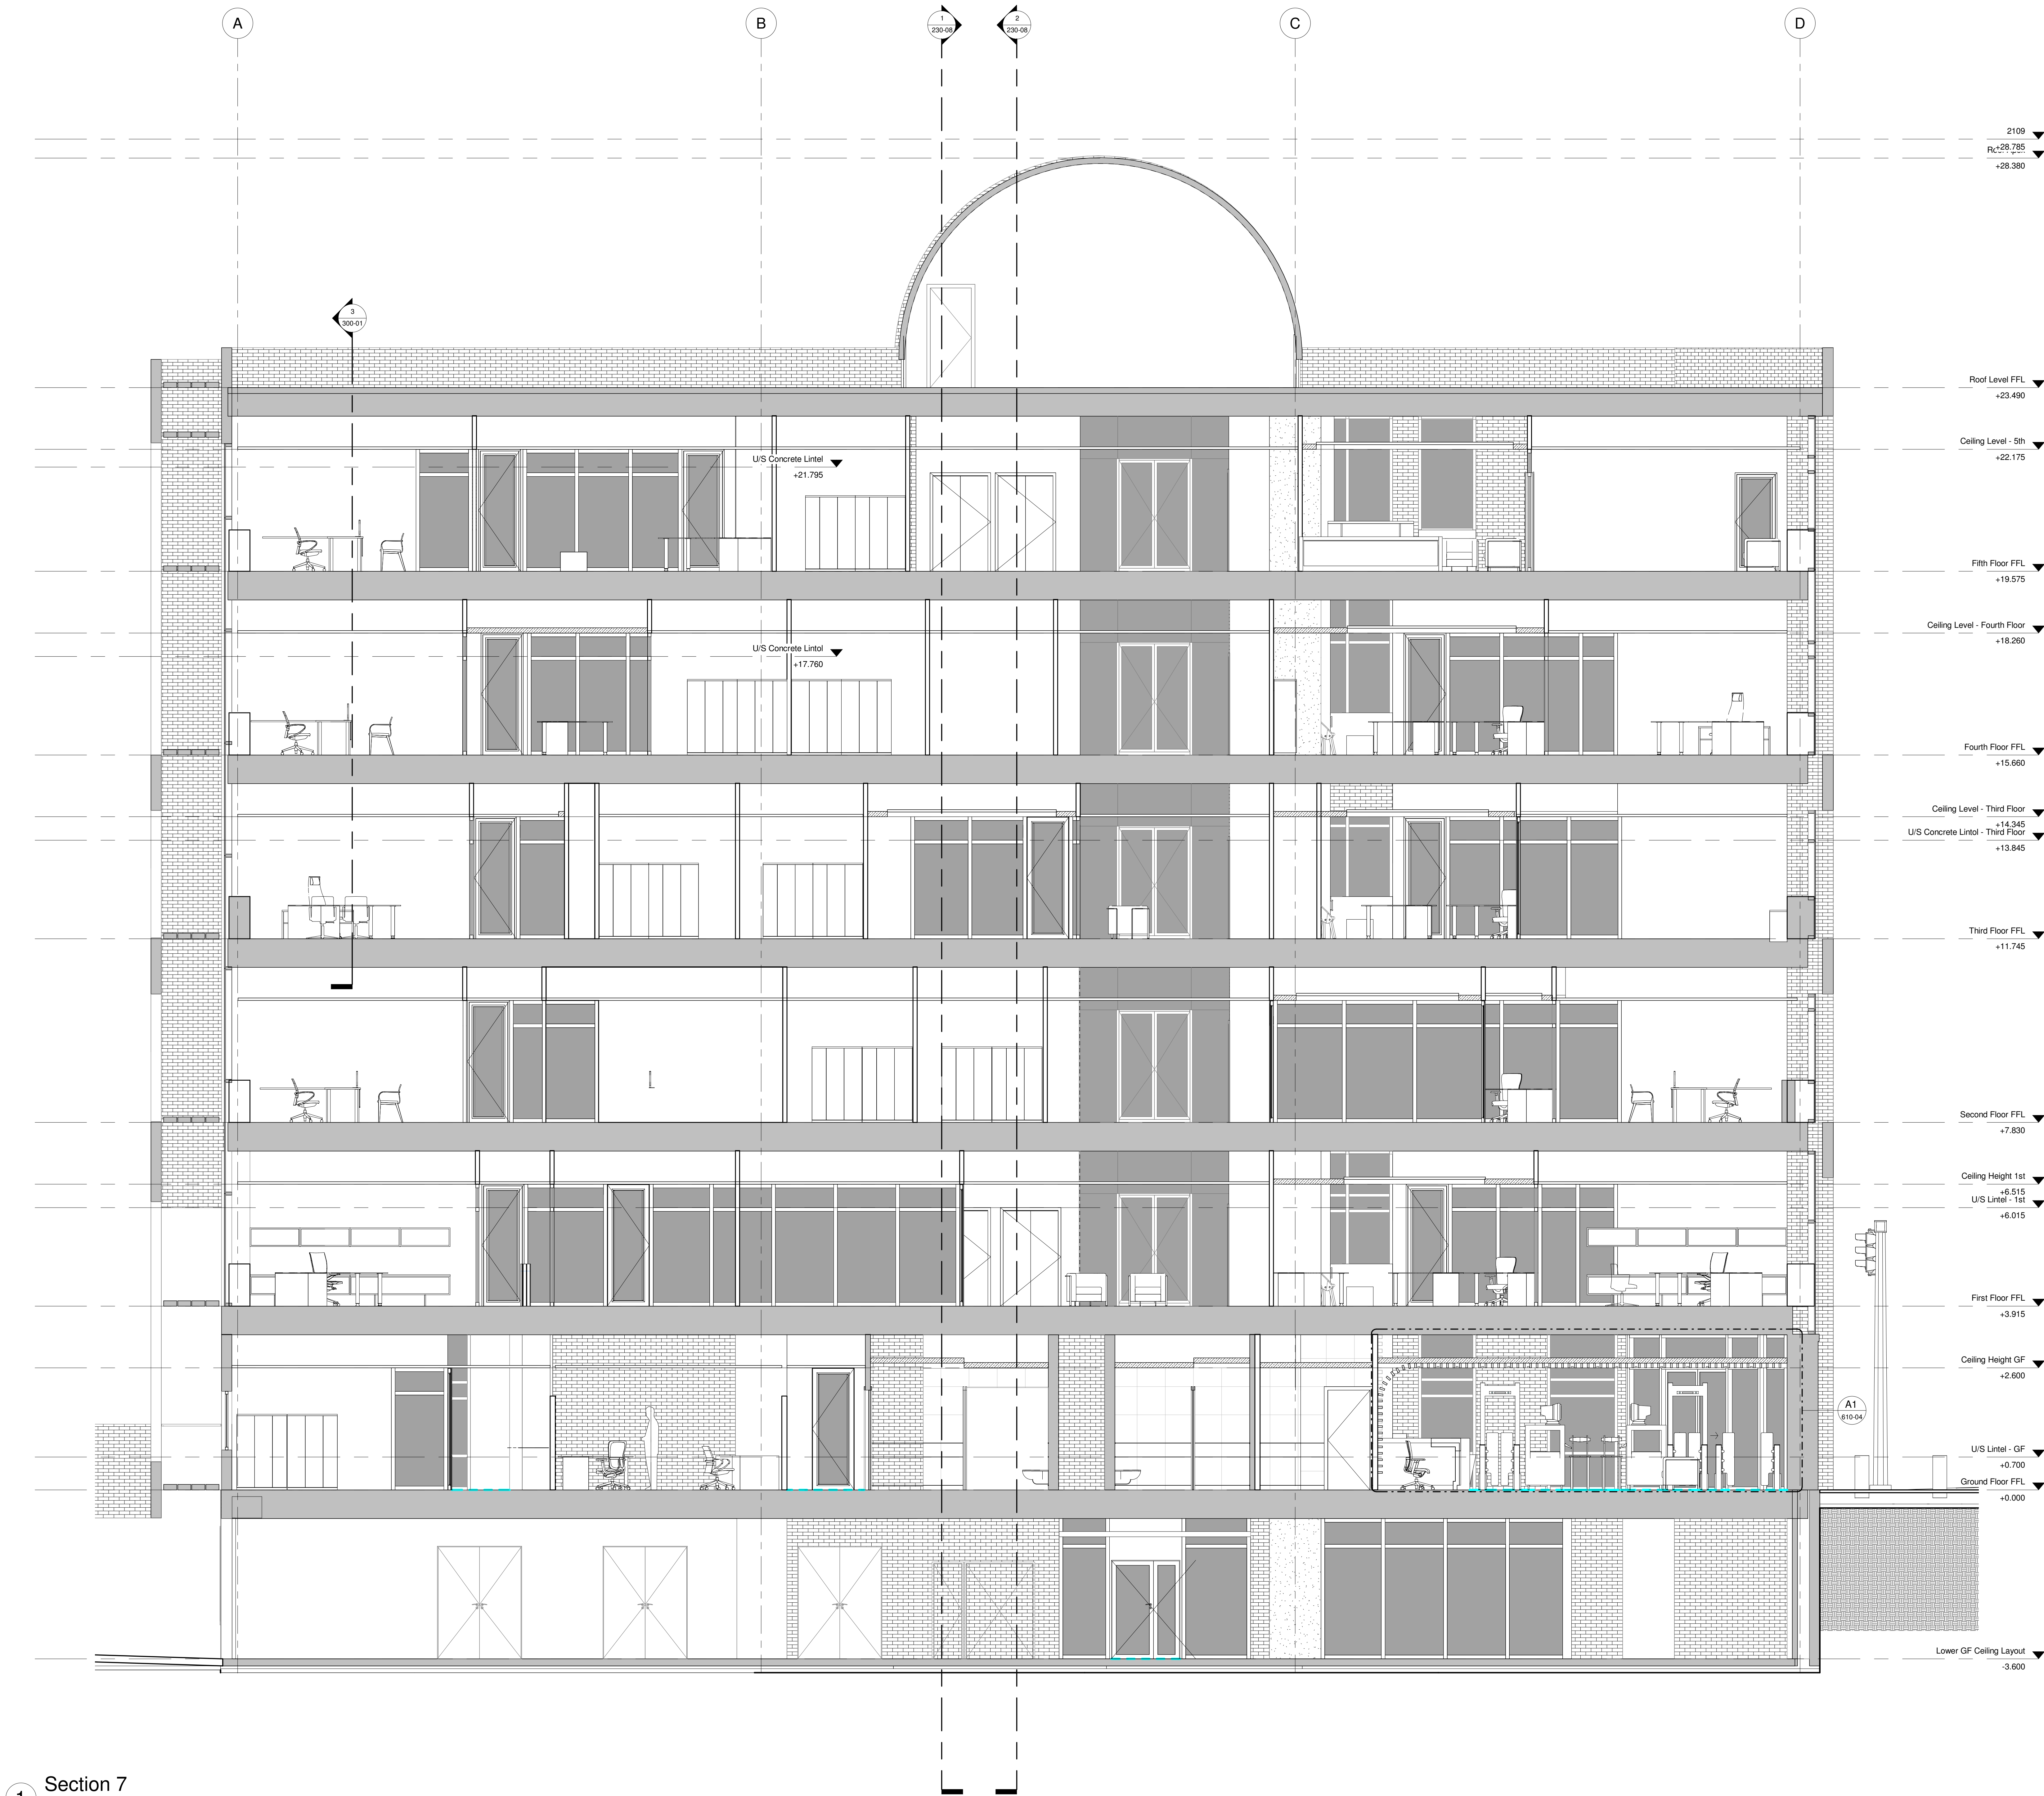 A
B
1
230-08
2
230-08
C
D
2109
+28.785
+28.380
3
300-01
Roof Level FFL
+23.490
Ceiling Level - 5th
+22.175
U/S Concrete Lintel
+21.795
Fifth Floor FFL
+19.575
Ceiling Level - Fourth Floor
+18.260
U/S Concrete Lintol
+17.760
Fourth Floor FFL
+15.660
Ceiling Level - Third Floor
+14.345
U/S Concrete Lintol - Third Floor
+13.845
Third Floor FFL
+11.745
Second Floor FFL
+7.830
Ceiling Height 1st
+6.515
U/S Lintel - 1st
+6.015
First Floor FFL
+3.915
Ceiling Height GF
+2.600
A1
610-04
U/S Lintel - GF
+0.700
Ground Floor FFL
+0.000
Lower GF Ceiling Layout
-3.600
Section 7
1